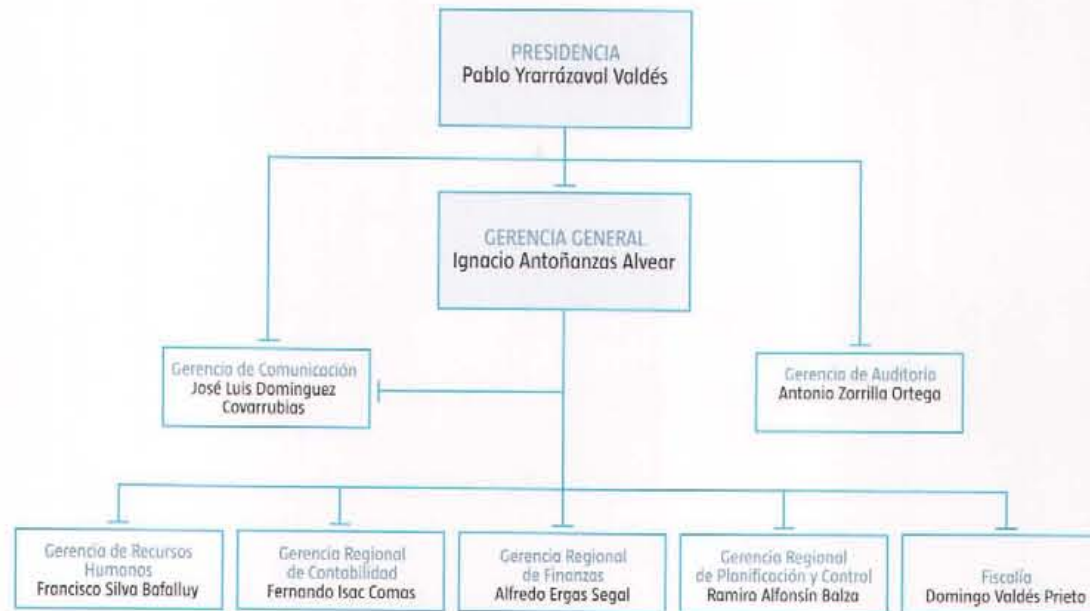 PRESIDENCIA
Pablo Yrarrázaval Valdés
GERENCIA GENERAL
Ignacio Antoñanzas Alvear
Gerencia de Comunicación
José Luis Domínguez
Covarrubias
Gerencia de Auditoría
Antonio Zorrilla Ortega
Gerencia de Recursos
Humanos
Francisco Silva Bafalluy
Gerencia Regional
de Contabilidad
Fernando Isac Comas
Gerencia Regional
de Finanzas
Alfredo Ergas Segal
Gerencia Regional
de Planificación y Control
Ramiro Alfonsín Balza
Fiscalía
Domingo Valdés Prieto